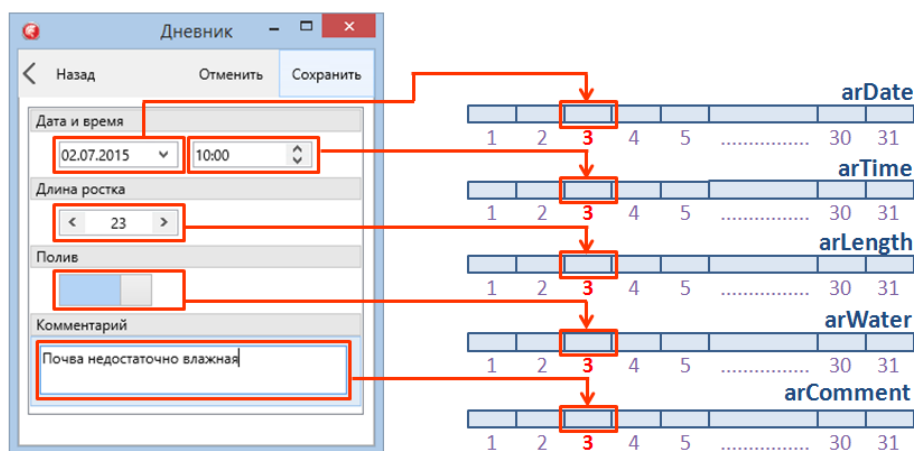 Дневник
Назад Отменить Сохранить
Дата и время
02.07.2015 10:00
Длина ростка
23
Полив
Комментарий
Почва недостаточно влажная
arDate
1 2 3 4 5 ................ 30 31
arTime
1 2 3 4 5 ................ 30 31
arLength
1 2 3 4 5 ................ 30 31
arWater
1 2 3 4 5 ................ 30 31
arComment
1 2 3 4 5 ................ 30 31